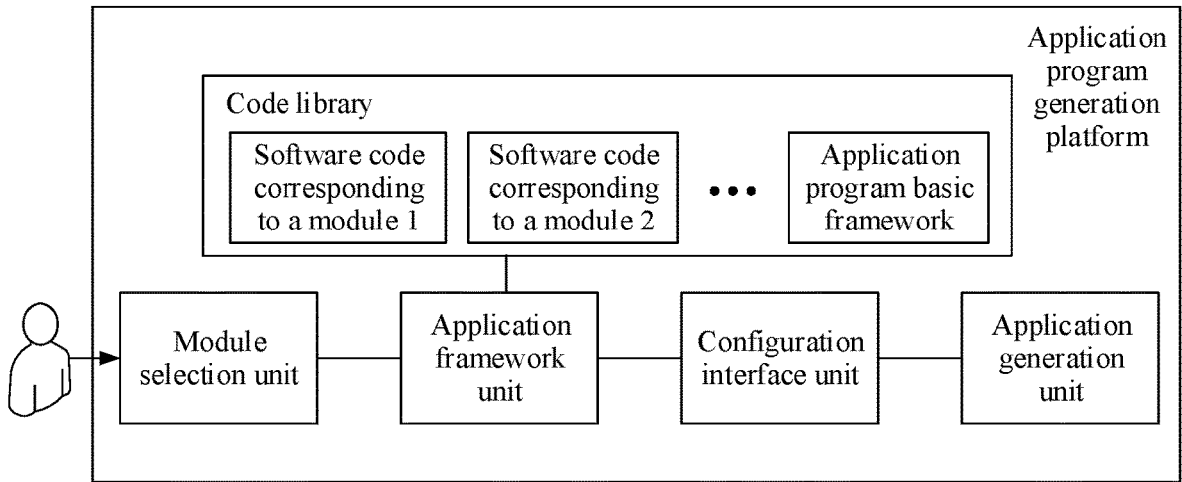 Application
program
generation
platform
Code library
Software code
corresponding
to a module 1
Software code
corresponding
to a module 2
•••
Application
program basic
framework
Module
selection unit
Application
framework
unit
Configuration
interface unit
Application
generation
unit